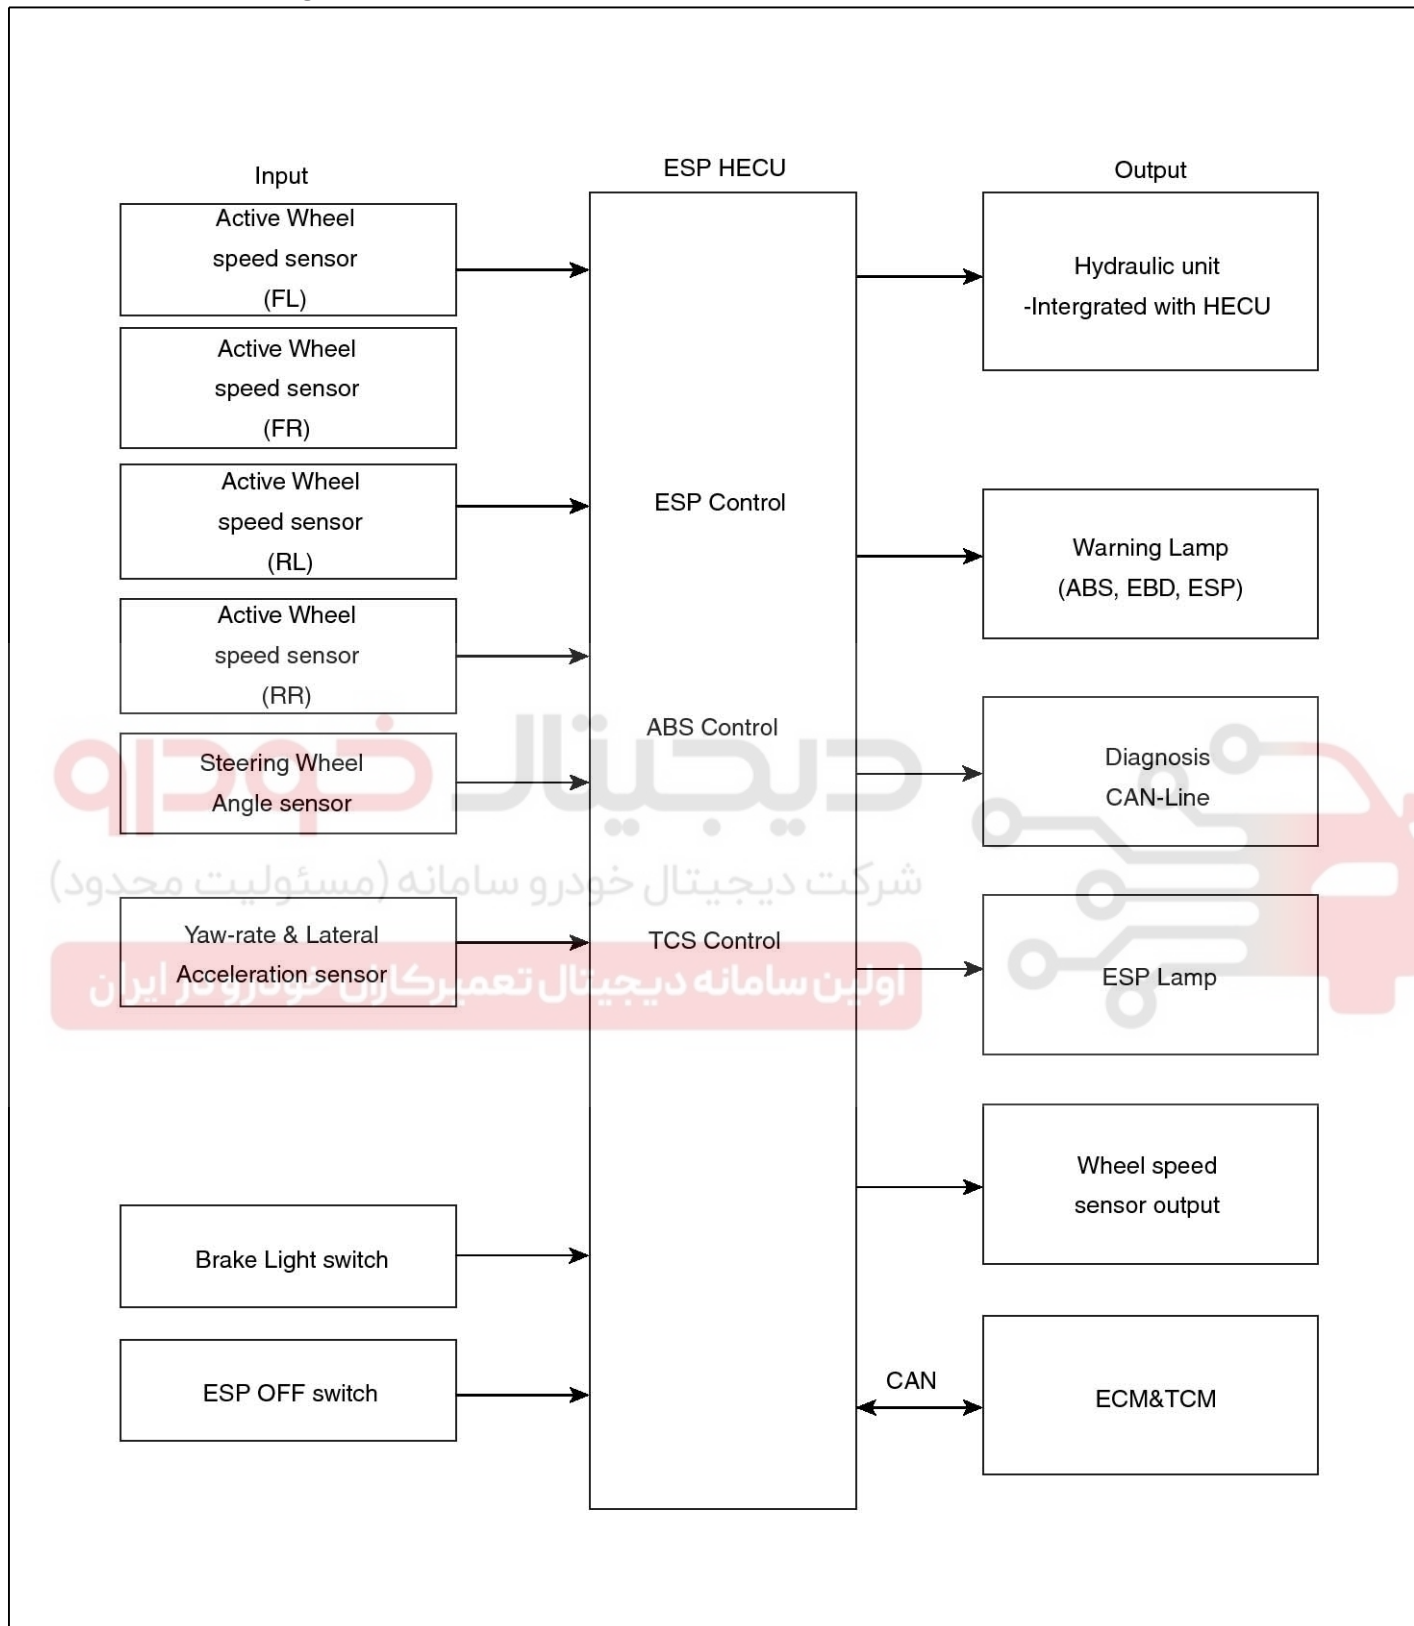 Input
Active Wheel
speed sensor
(FL)
Active Wheel
speed sensor
(FR)
Active Wheel
speed sensor
(RL)
Active Wheel
speed sensor
(RR)
Steering Wheel
Angle sensor
Yaw-rate & Lateral
Acceleration sensor
Brake Light switch
ESP OFF switch
ESP HECU
ESP Control
ABS Control
TCS Control
Output
Hydraulic unit
-Intergrated with HECU
Warning Lamp
(ABS, EBD, ESP)
Diagnosis
CAN-Line
ESP Lamp
Wheel speed
sensor output
CAN
ECM&TCM
دیجیتال خودرو
شرکت دیجیتال خودرو سامانه (مسئولیت محدود)
اولین سامانه دیجیتال تعمیرکاران خودرو در ایران